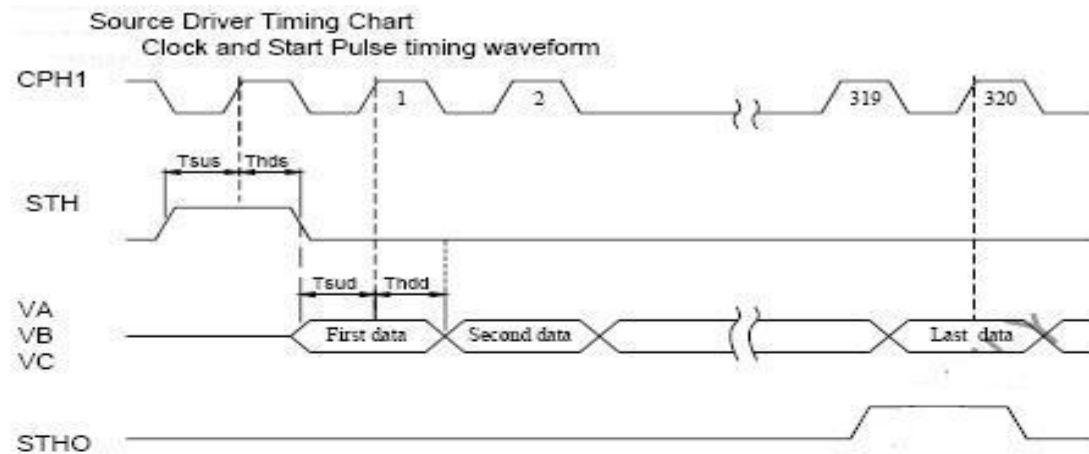 Source Driver Timing Chart
Clock and Start Pulse timing waveform
CPH1
1
2
319
320
Tsus
Thds
STH
Tsud
Thdd
VA
VB
VC
First data
Second data
Last data
STHO